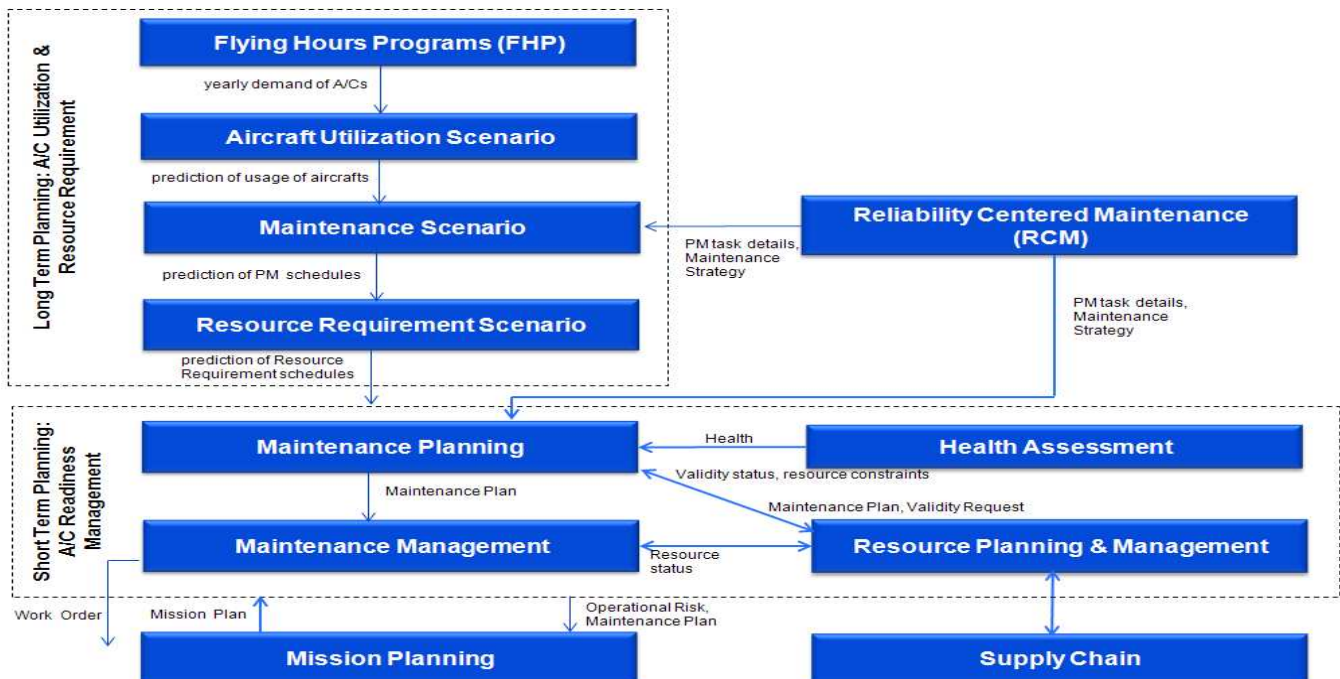 Long Term Planning: A/C Utilization &
Resource Requirement
Flying Hours Programs (FHP)
yearly demand of A/Cs
Aircraft Utilization Scenario
prediction of usage of aircrafts
Maintenance Scenario
prediction of PM schedules
Resource Requirement Scenario
prediction of Resource
Requirement schedules
Reliability Centered Maintenance
(RCM)
PM task details,
Maintenance
Strategy
PM task details,
Maintenance
Strategy
Short Term Planning:
A/C Readiness
Management
Maintenance Planning
Health
Health Assessment
Validity status, resource constraints
Maintenance Plan
Maintenance Plan, Validity Request
Maintenance Management
Resource
status
Resource Planning & Management
Work Order
Mission Plan
Operational Risk,
Maintenance Plan
Mission Planning
Supply Chain